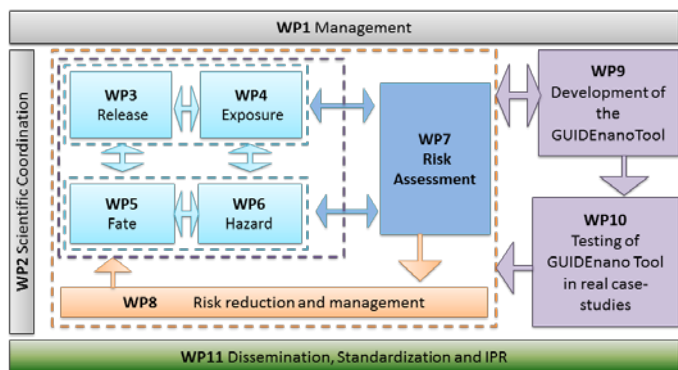 WP1 Management
WP2 Scientific Coordination
WP3
Release
WP4
Exposure
WP5
Fate
WP6
Hazard
WP7
Risk
Assessment
WP8 Risk reduction and management
WP9
Development of
the
GUIDEnanoTool
WP10
Testing of
GUIDEnano Tool
in real case-
studies
WP11 Dissemination, Standardization and IPR